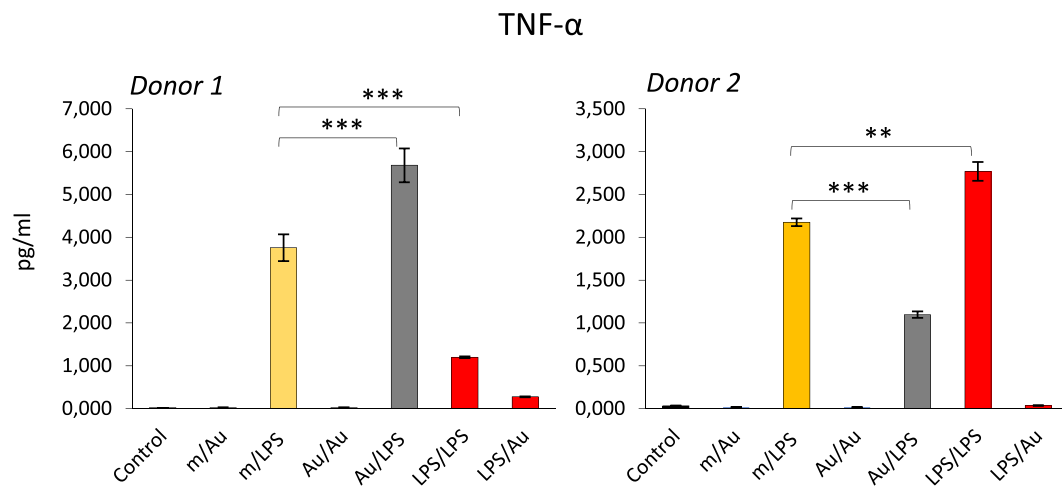 TNF-α
Donor 1
pg/ml
7,000
6,000
5,000
4,000
3,000
2,000
1,000
0,000
***
***
Control
m/Au
m/LPS
Au/Au
Au/LPS
LPS/LPS
LPS/Au
Donor 2
3,500
3,000
2,500
2,000
1,500
1,000
0,500
0,000
**
***
Control
m/Au
m/LPS
Au/Au
Au/LPS
LPS/LPS
LPS/Au